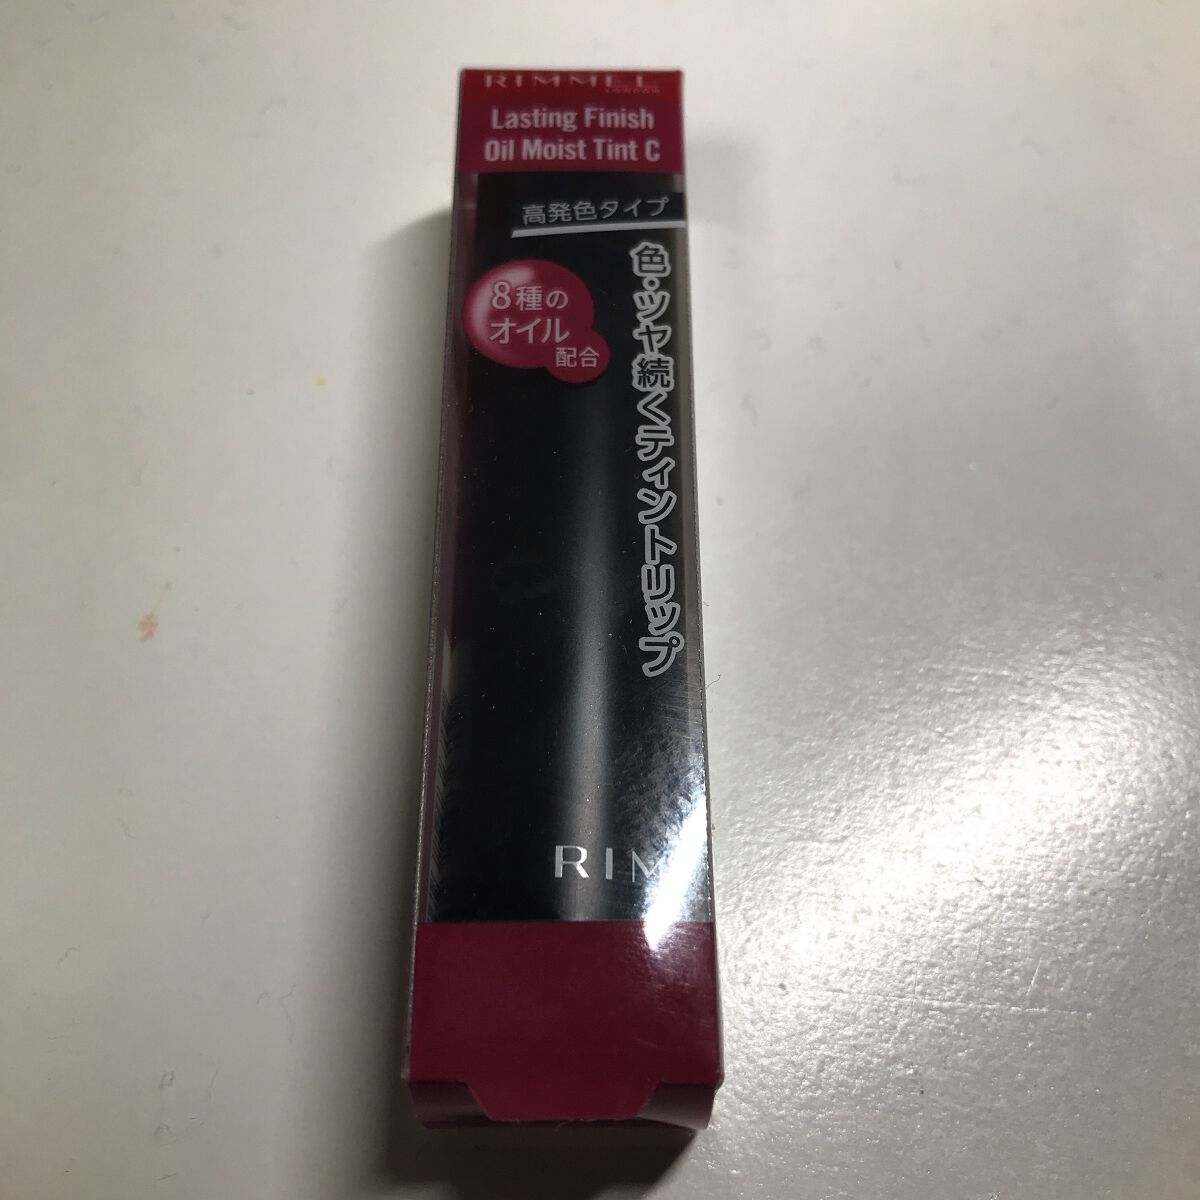 RIMMEL
LONDON
Lasting Finish
Oil Moist Tint C
高発色タイプ
色・ツヤ続くティントリップ
8種の
オイル
配合
RIM